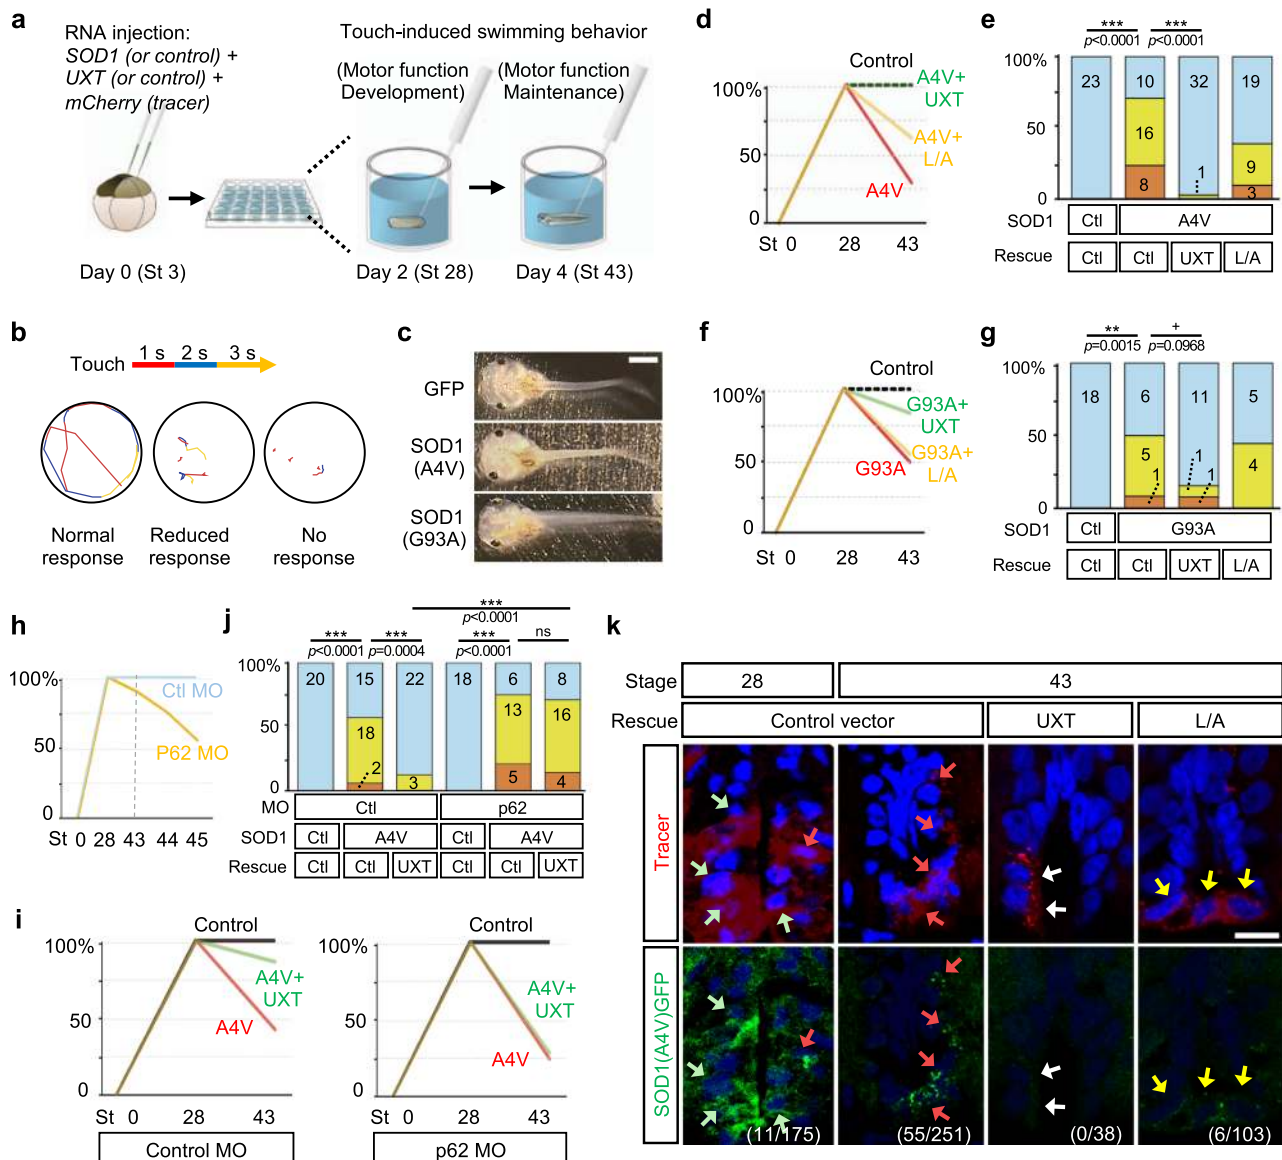 a
RNA injection:
SOD1 (or control) +
UXT (or control) +
mCherry (tracer)
Touch-induced swimming behavior
(Motor function
Development)
(Motor function
Maintenance)
Day 0 (St 3)
Day 2 (St 28)
Day 4 (St 43)
b
Touch
1 s
2 s
3 s
Normal
response
Reduced
response
No
response
c
GFP
SOD1
(A4V)
SOD1
(G93A)
d
Control
100%
50
0
A4V+
UXT
A4V+
L/A
A4V
St 0 28 43
e
*** ***
p<0.0001 p<0.0001
100%
50
0
23 10 32 19
16 1 9
8 3
SOD1 Ctl A4V
Rescue Ctl Ctl UXT L/A
f
Control
100%
50
0
G93A+
UXT
G93A+
L/A
G93A
St 0 28 43
g
** +
p=0.0015 p=0.0968
100
50
0
18 6 11 5
5 1 1 1 4
SOD1 Ctl G93A
Rescue Ctl Ctl UXT L/A
h
100%
50
0
Ctl MO
P62 MO
St 0 28 43 44 45
j
***
p<0.0001
*** *** *** ns
p<0.0001 p=0.0004 p<0.0001
100%
50
0
20 15 22 18 6 8
18 13 16
2 3 5 4
MO Ctl p62
SOD1 Ctl A4V Ctl A4V
Rescue Ctl Ctl UXT Ctl Ctl UXT
i
Control
100%
50
0
A4V+
UXT
A4V
St 0 28 43
Control MO
Control
100%
50
0
A4V+
UXT
A4V
St 0 28 43
p62 MO
k
Stage 28 43
Rescue Control vector UXT L/A
Tracer
SOD1(A4V)GFP
(11/175) (55/251) (0/38) (6/103)